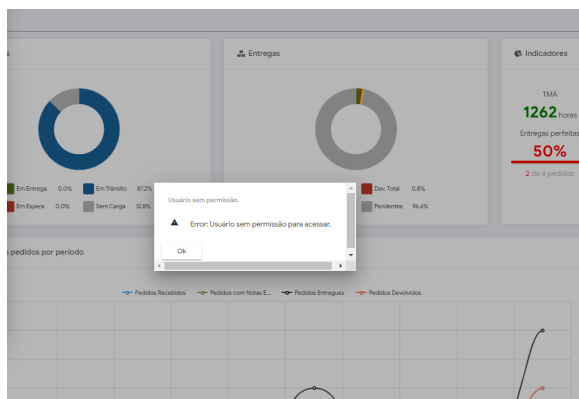 s
Entregas
Indicadores
TMA
1262 horas
Entregas perfeitas
50%
2 de 4 pedidos
Em Entrega 0.0% Em Trânsito 87.2%
Em Espera 0.0% Sem Carga 12.8%
Dev. Total 0.8%
Pendentes 96.6%
Usuário sem permissão.
Error: Usuário sem permissão para acessar.
Ok
s pedidos por período
Pedidos Recebidos Pedidos com Notas E... Pedidos Entregues Pedidos Devolvidos